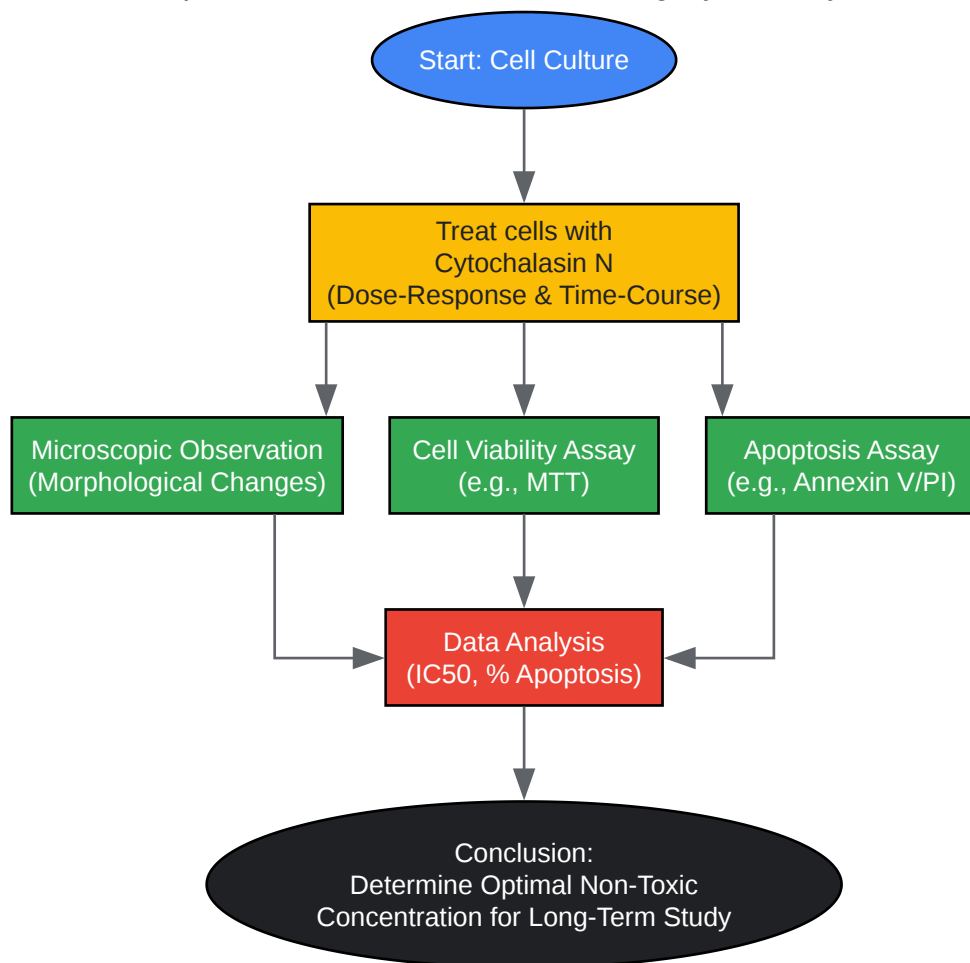 Start: Cell Culture
Treat cells with
Cytochalasin N
(Dose-Response & Time-Course)
Microscopic Observation
(Morphological Changes)
Cell Viability Assay
(e.g., MTT)
Apoptosis Assay
(e.g., Annexin V/PI)
Data Analysis
(IC50, % Apoptosis)
Conclusion:
Determine Optimal Non-Toxic
Concentration for Long-Term Study